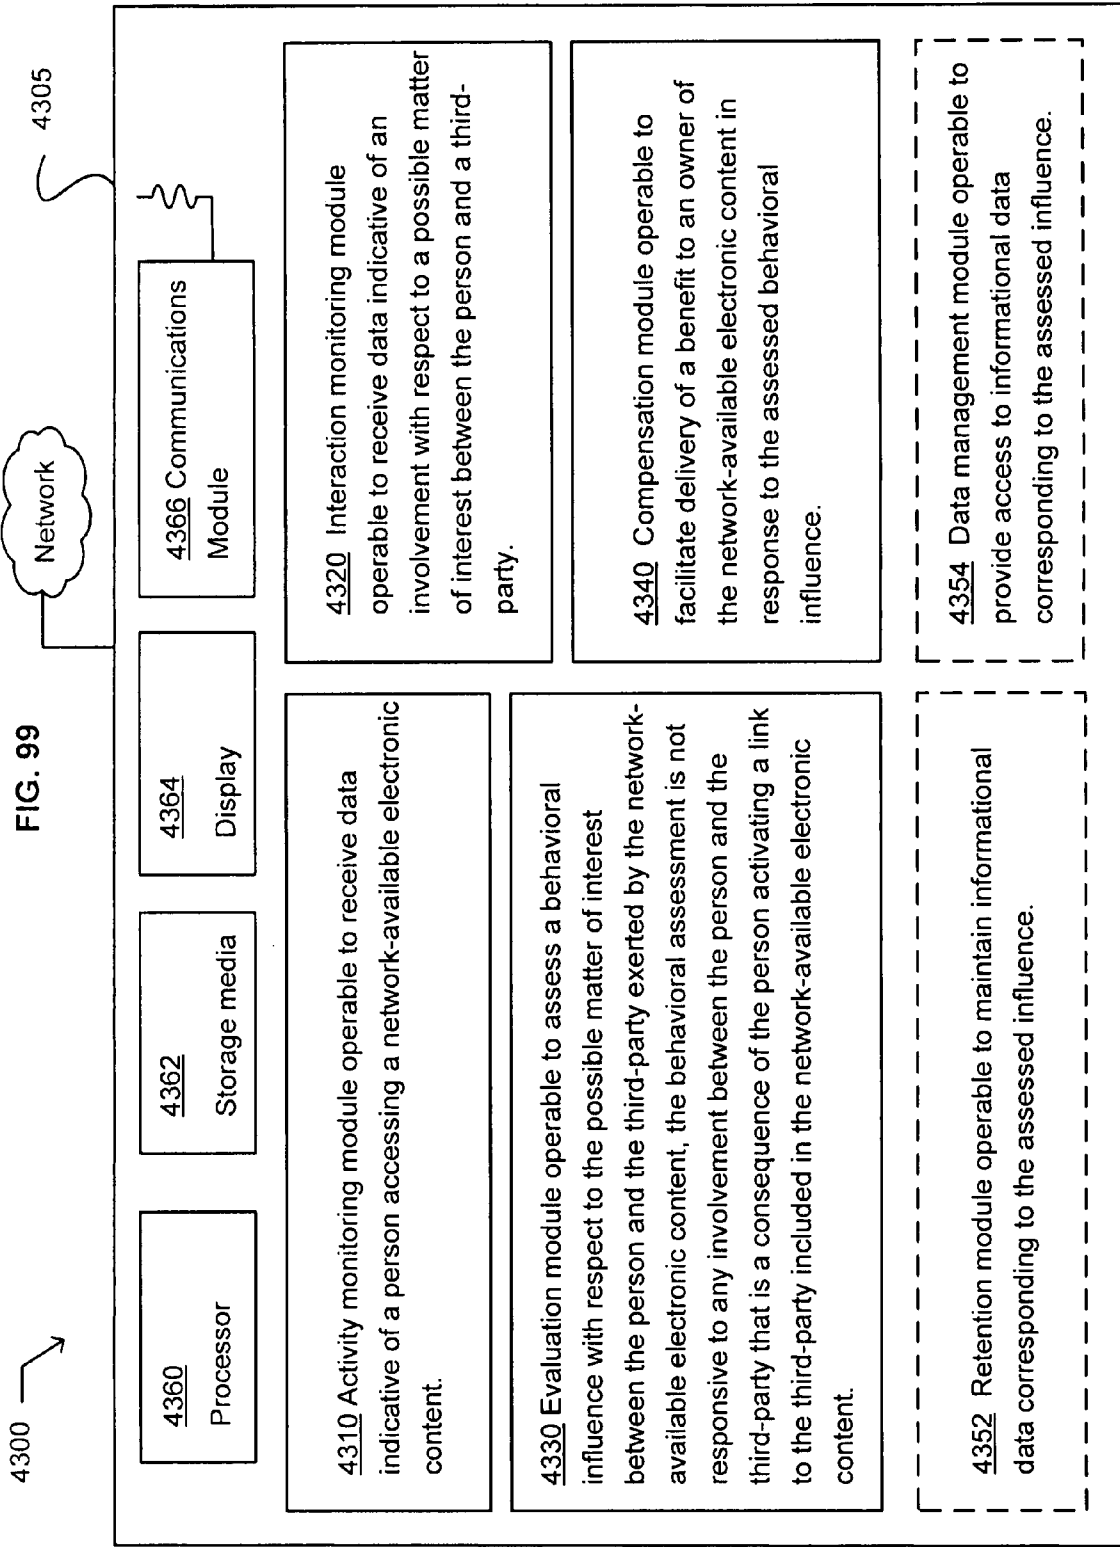 FIG. 99
4300
Network
4305
4360
Processor
4362
Storage media
4364
Display
4366 Communications
Module
4310 Activity monitoring module operable to receive data
indicative of a person accessing a network-available electronic
content.
4320 Interaction monitoring module
operable to receive data indicative of an
involvement with respect to a possible matter
of interest between the person and a third-
party.
4330 Evaluation module operable to assess a behavioral
influence with respect to the possible matter of interest
between the person and the third-party exerted by the network-
available electronic content, the behavioral assessment is not
responsive to any involvement between the person and the
third-party that is a consequence of the person activating a link
to the third-party included in the network-available electronic
content.
4340 Compensation module operable to
facilitate delivery of a benefit to an owner of
the network-available electronic content in
response to the assessed behavioral
influence.
4352 Retention module operable to maintain informational
data corresponding to the assessed influence.
4354 Data management module operable to
provide access to informational data
corresponding to the assessed influence.